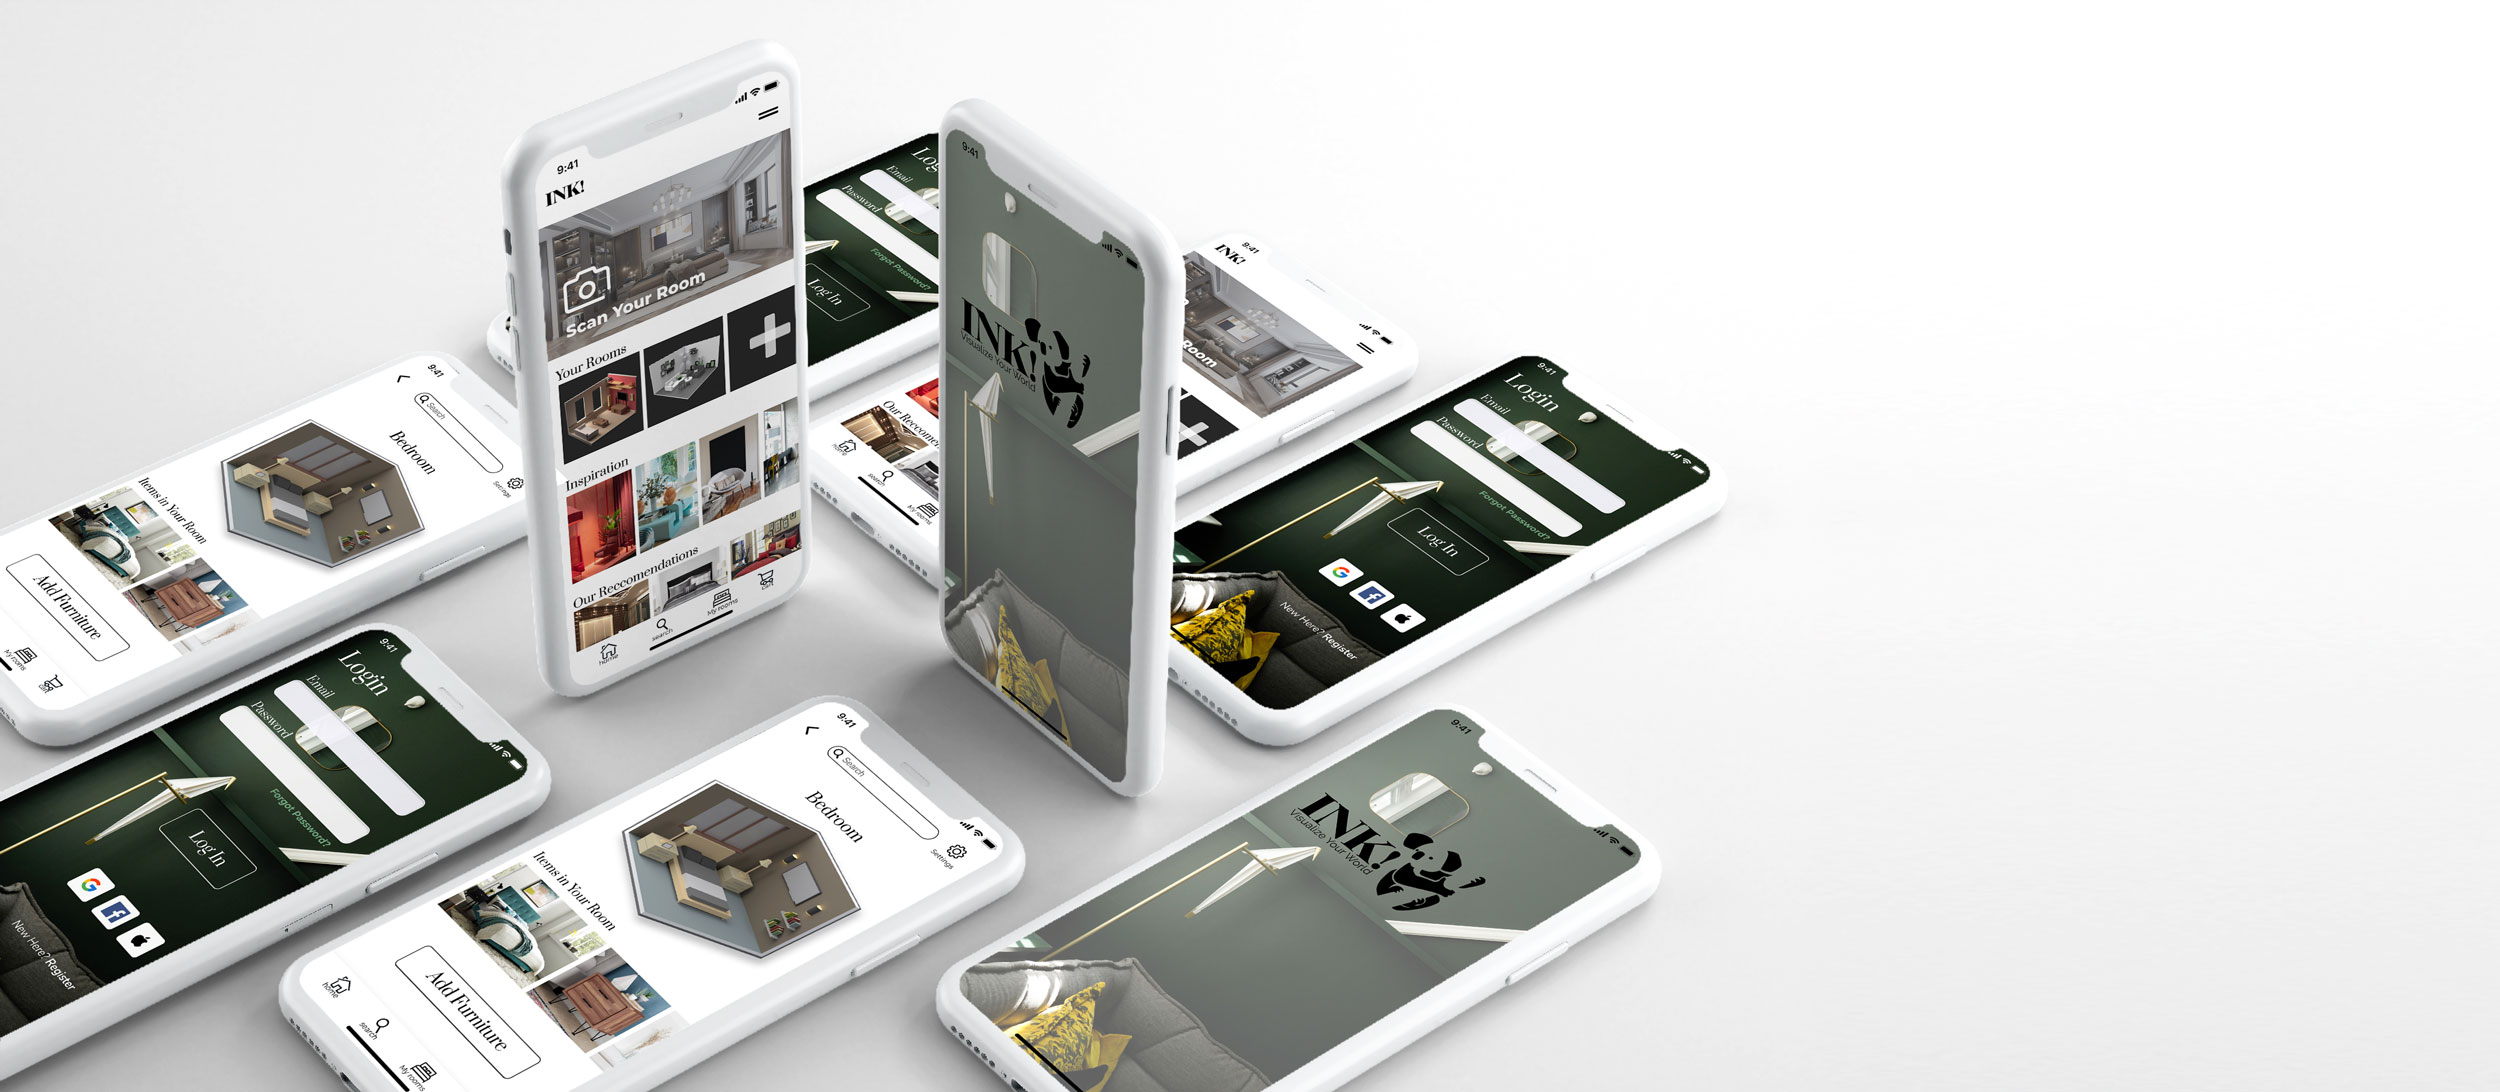 9:41
INK!
Scan Your Room
Your Rooms
Inspiration
Our Reccomendations
home
search
My rooms
cart
9:41
INK!
Visualize Your World
Login
Email
Password
Forgot Password?
Log In
9:41
INK!
Room
Our Reccome
home
search
My rooms
9:41
Login
Email
Password
Forgot Password?
Log In
New Here? Register
9:41
Search
Settings
Bedroom
Items in Your Room
Add Furniture
My rooms
cart
9:41
Login
Email
Password
Forgot Password?
Log In
New Here? Register
9:41
Search
Settings
Bedroom
Items in Your Room
Add Furniture
home
search
My rooms
9:41
INK!
Visualize Your World